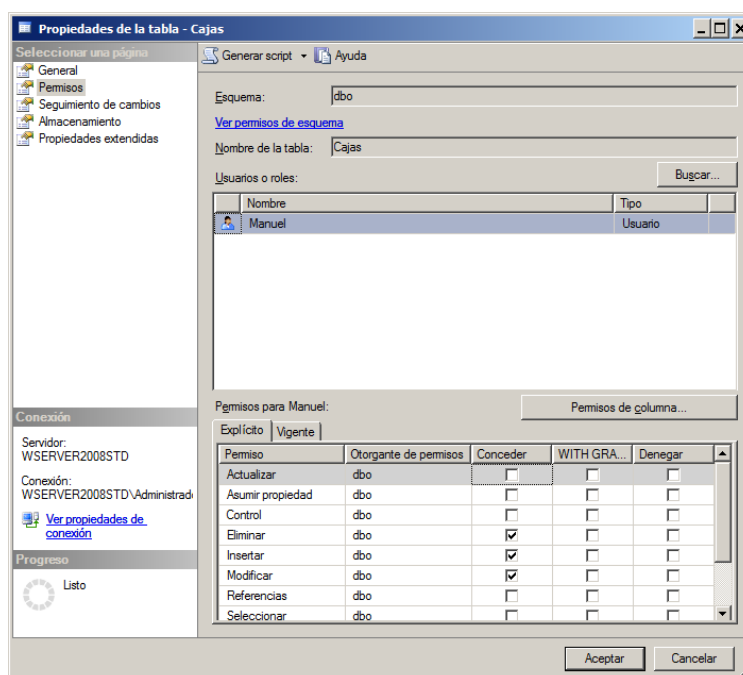 Propiedades de la tabla - Cajas
Seleccionar una página
General
Permisos
Seguimiento de cambios
Almacenamiento
Propiedades extendidas
Generar script Ayuda
Esquema: dbo
Ver permisos de esquema
Nombre de la tabla: Cajas
Usuarios o roles: Buscar...
Nombre Tipo
Manuel Usuario
Permisos para Manuel: Permisos de columna...
Explícito Vigente
Permiso Otorgante de permisos Conceder WITH GRA... Denegar
Actualizar dbo
Asumir propiedad dbo
Control dbo
Eliminar dbo
Insertar dbo
Modificar dbo
Referencias dbo
Seleccionar dbo
Conexión
Servidor:
WSERVER2008STD
Conexión:
WSERVER2008STD\Administrado
Ver propiedades de
conexión
Progreso
Listo
Aceptar Cancelar